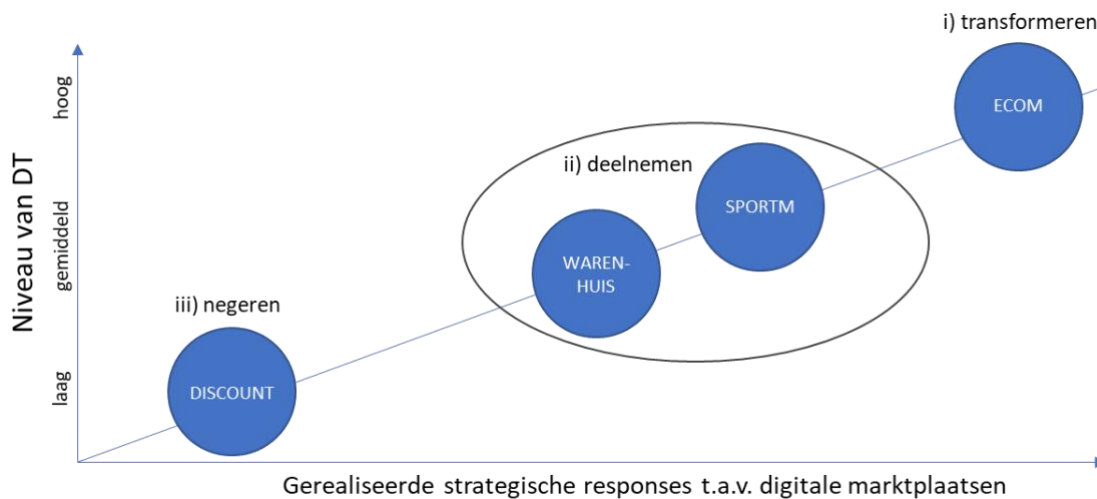 i) transformeren
ECOM
ii) deelnemen
SPORTM
WAREN-
HUIS
iii) negeren
DISCOUNT
Niveau van DT
hoog
gemiddeld
laag
Gerealiseerde strategische responses t.a.v. digitale marktplaatsen